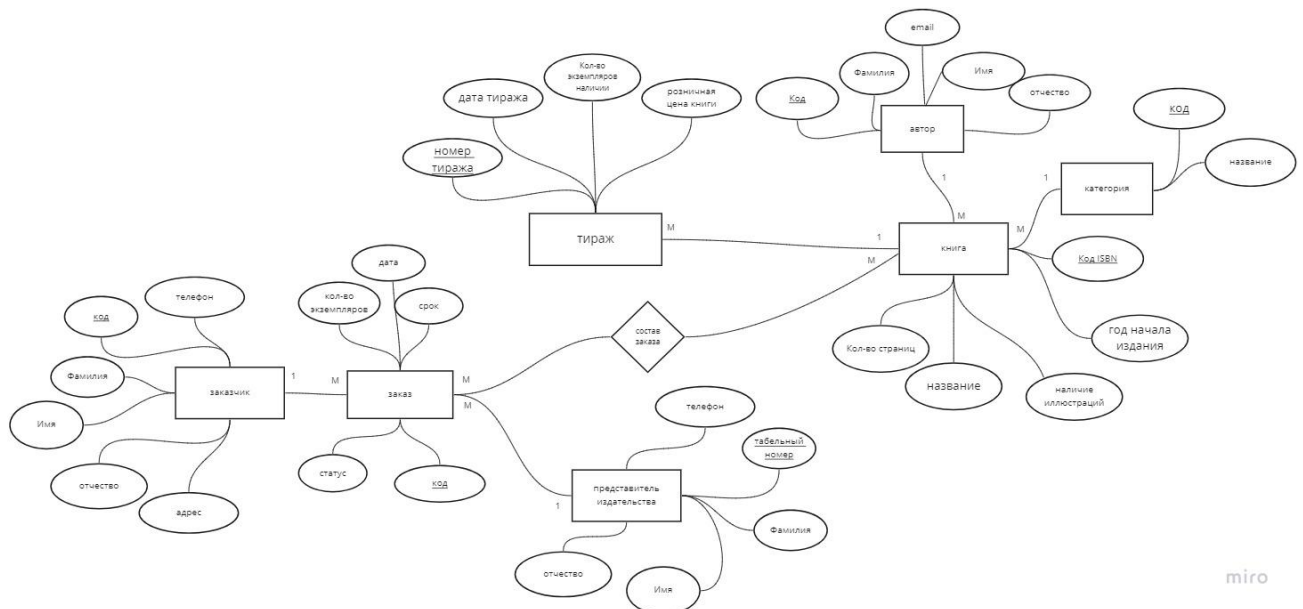 email
Фамилия
Имя
Код
отчество
автор
Кол-во
экземпляров
наличии
дата тиража
розничная
цена книги
номер
тиража
тираж
М
1
1
М
код
название
1
категория
М
книга
М
Код ISBN
год начала
издания
Кол-во страниц
название
наличие
иллюстраций
состав
заказа
дата
кол-во
экземпляров
срок
телефон
код
Фамилия
Имя
заказчик
1
М
заказ
М
М
отчество
адрес
статус
код
телефон
табельный
номер
представитель
издательства
1
Фамилия
отчество
Имя
miro